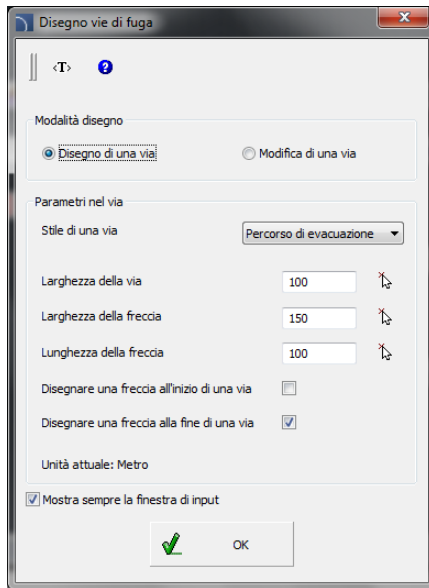 Disegno vie di fuga
‹T› ?
Modalità disegno
Disegno di una via Modifica di una via
Parametri nel via
Stile di una via Percorso di evacuazione
Larghezza della via 100
Larghezza della freccia 150
Lunghezza della freccia 100
Disegnare una freccia all'inizio di una via
Disegnare una freccia alla fine di una via
Unità attuale: Metro
Mostra sempre la finestra di input
OK